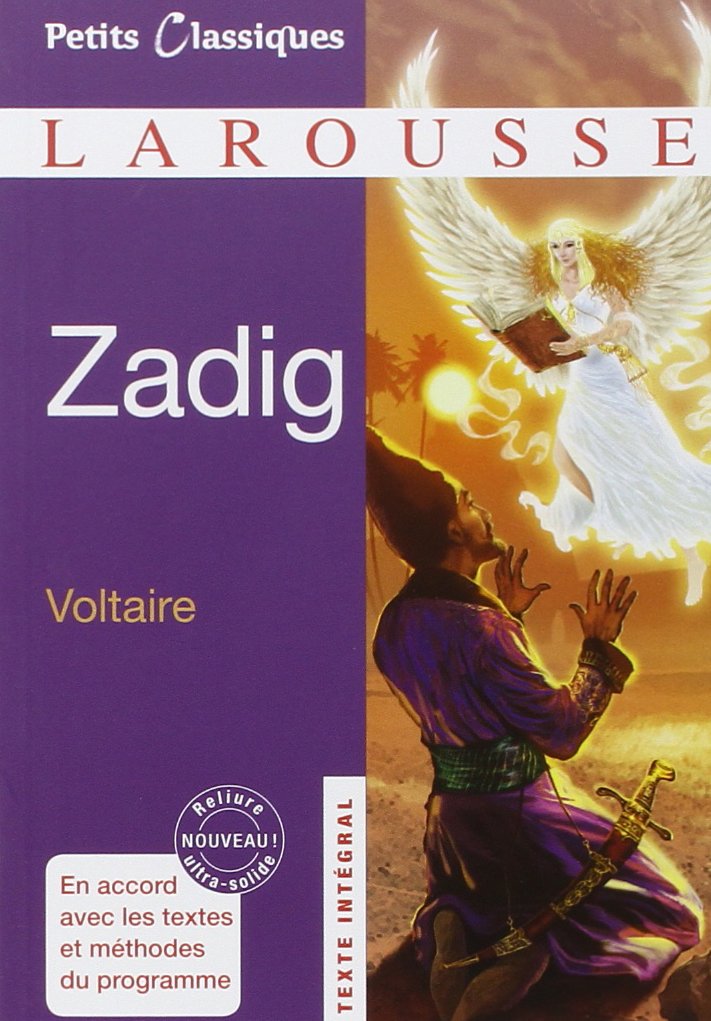 Petits Classiques
LAROUSSE
Zadig
Voltaire
Reliure
NOUVEAU !
ultra-solide
En accord
avec les textes
et méthodes
du programme
TEXTE INTÉGRAL